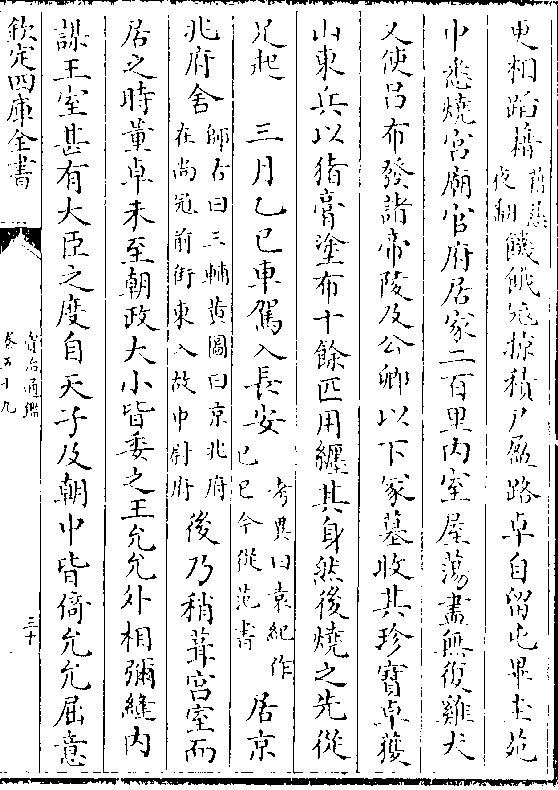 更相蹈藉夜翻饑餓寇掠積尸盈路卓自留屯畢圭苑
中悉燒宫廟官府居家二百里内室屋蕩盡無復雞犬
又使吕布發諸帝陵及公卿以下冢墓收其珍寶卓獲
山東兵以猪膏塗布十餘匹用纒其身然後燒之先從
足起 三月乙巳車駕入長安考異曰袁紀作己巳今從范書居京
兆府舍師古曰三輔黄圖曰京兆府在尚冠前街東入故中尉府後乃稍葺宫室而
居之時董卓未至朝政大小皆委之王允允外相彌縫内
謀王室甚有大臣之度自天子及朝中皆倚允允屈意
欽定四庫全書
資治通鑑
卷五十九
三十